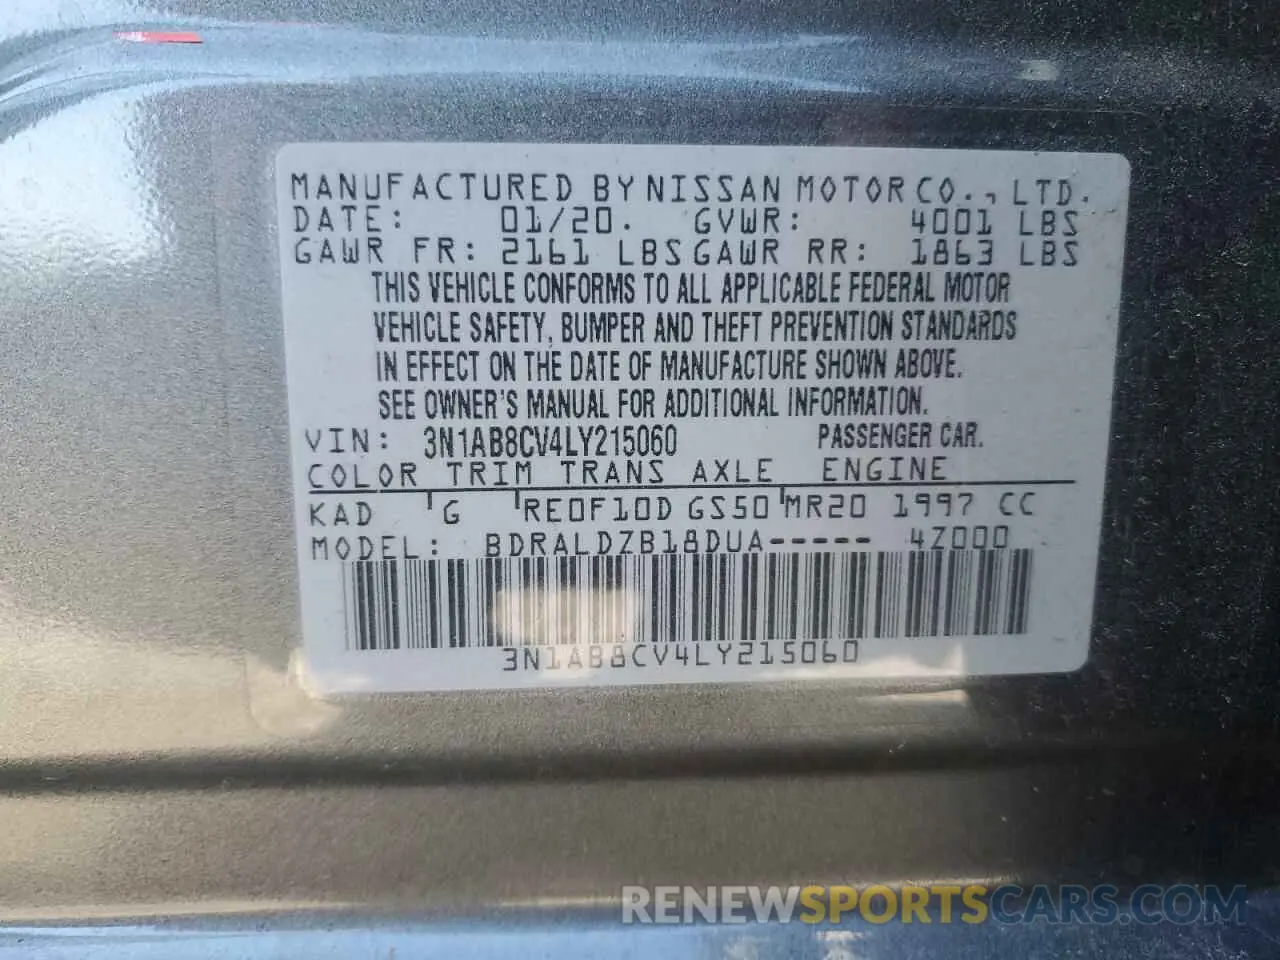 MANUFACTURED BY NISSAN MOTOR CO., LTD.
DATE: 01/20. GVWR: 4001 LBS
GAWR FR: 2161 LBS GAWR RR: 1863 LBS
THIS VEHICLE CONFORMS TO ALL APPLICABLE FEDERAL MOTOR
VEHICLE SAFETY, BUMPER AND THEFT PREVENTION STANDARDS
IN EFFECT ON THE DATE OF MANUFACTURE SHOWN ABOVE.
SEE OWNER'S MANUAL FOR ADDITIONAL INFORMATION.
VIN: 3N1AB8CV4LY215060 PASSENGER CAR.
COLOR TRIM TRANS AXLE ENGINE
KAD G RE0F10D GS50 MR20 1997 CC
MODEL: BDRALDZB18DUA----- 4Z000
3N1AB8CV4LY215060
RENEWSPORTSCARS.COM